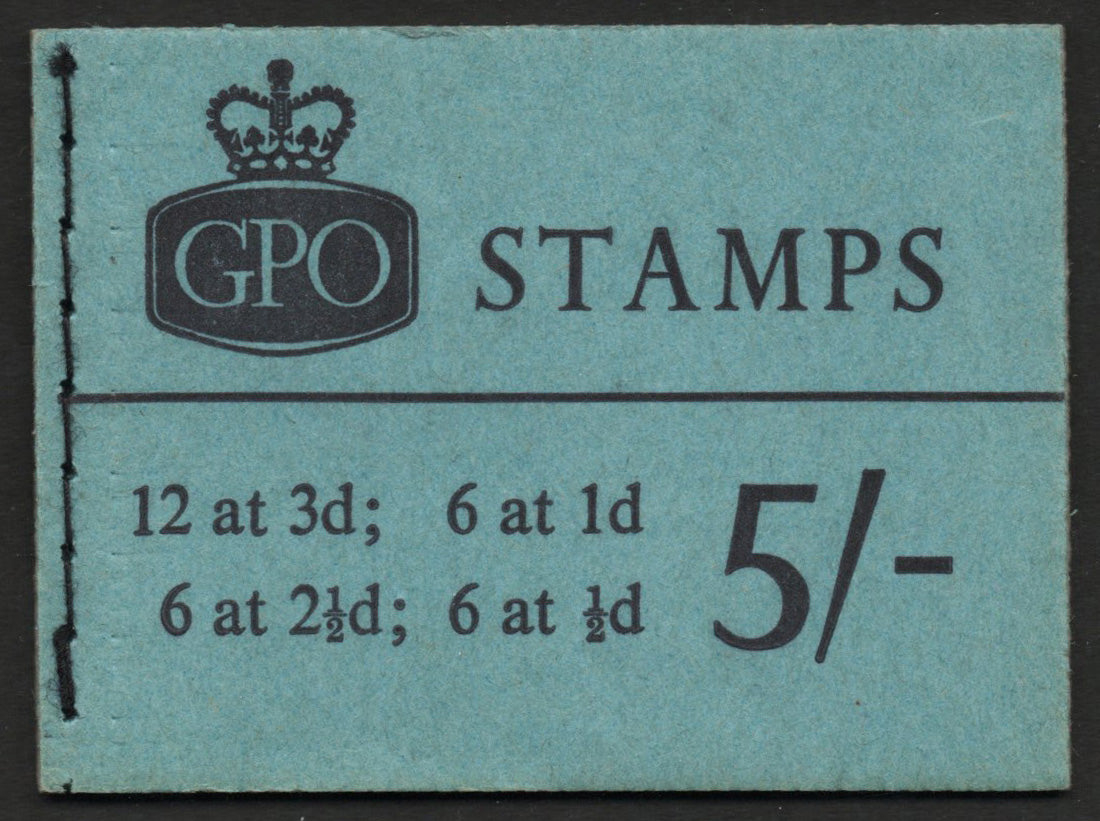 GPO STAMPS
12 at 3d; 6 at 1d
6 at 2½d; 6 at ½d
5/-